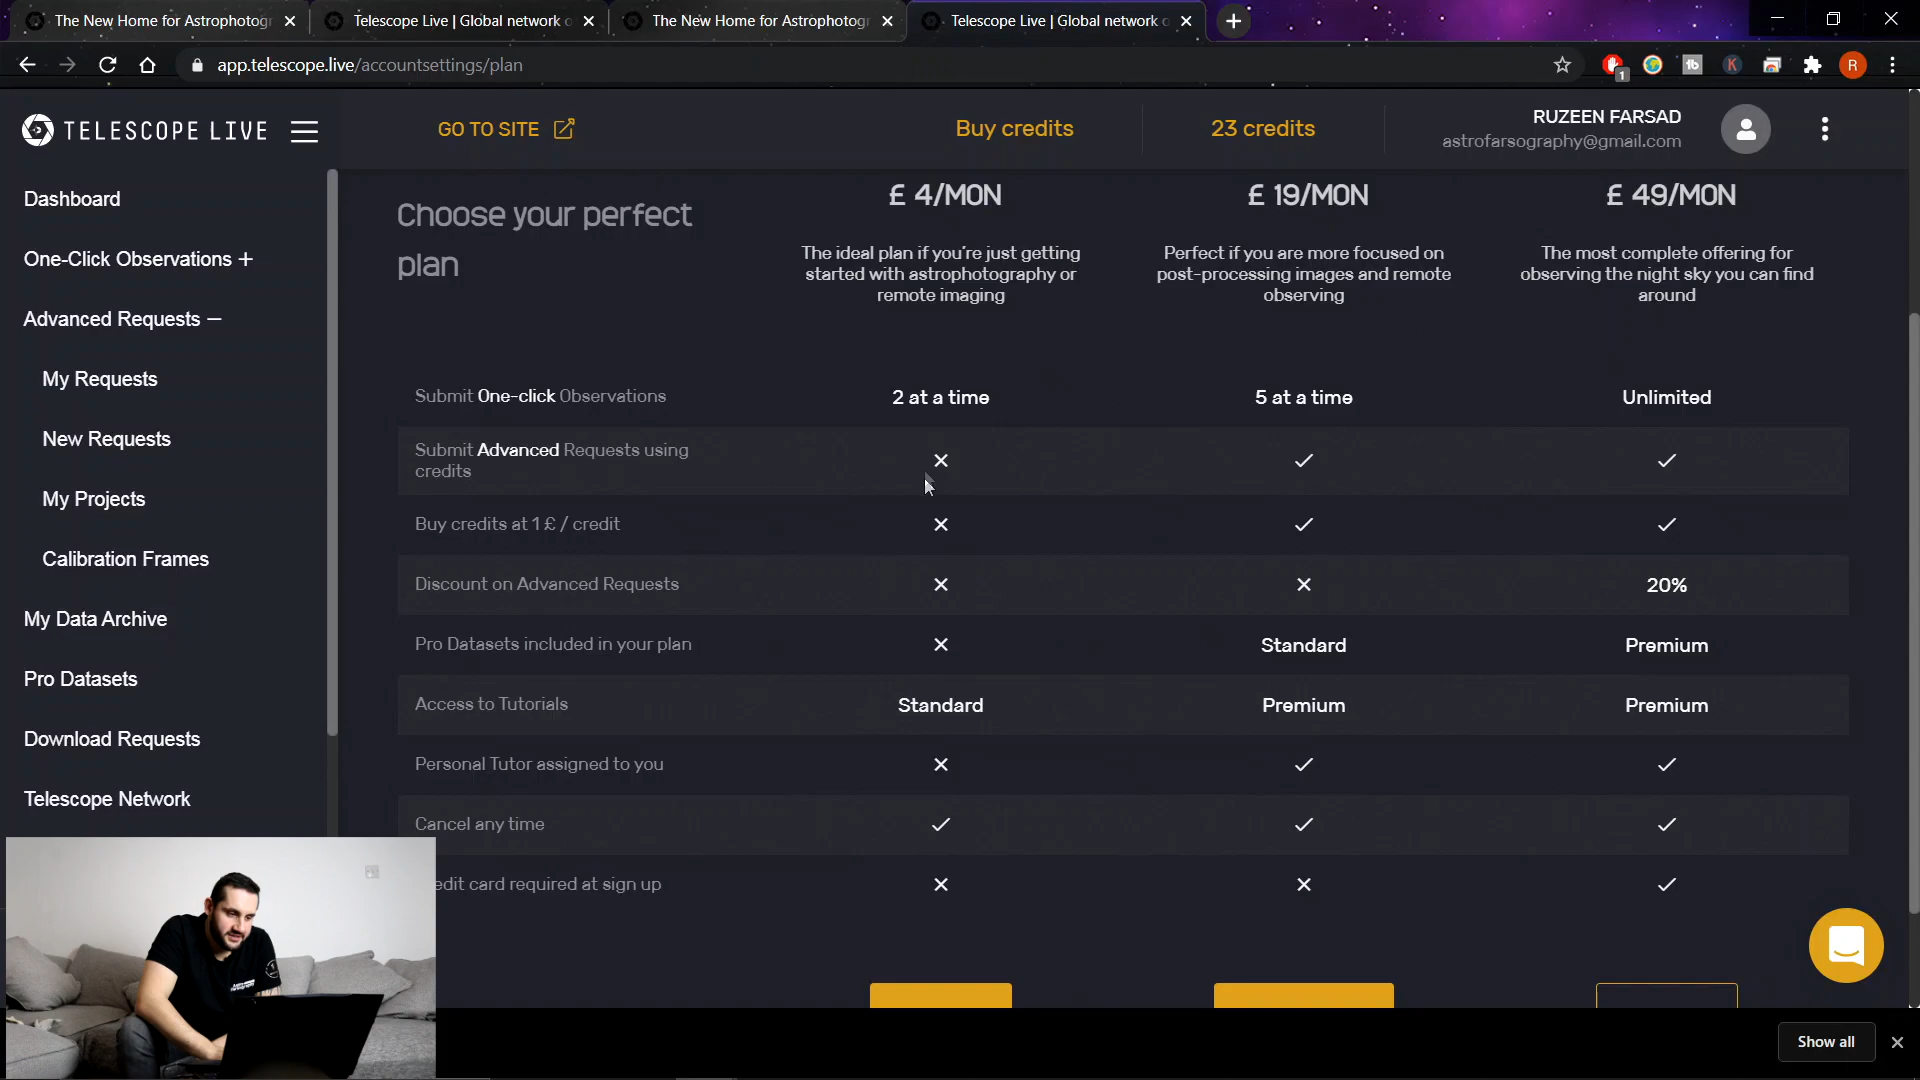 The New Home for Astrophotogr
Telescope Live | Global network o
The New Home for Astrophotogr
Telescope Live | Global network o
app.telescope.live/accountsettings/plan
1
tb
K
R
TELESCOPE LIVE
GO TO SITE
Buy credits
23 credits
RUZEEN FARSAD
astrofarsography@gmail.com
Dashboard
One-Click Observations +
Advanced Requests −
My Requests
New Requests
My Projects
Calibration Frames
My Data Archive
Pro Datasets
Download Requests
Telescope Network
Choose your perfect
plan
£ 4/MON
£ 19/MON
£ 49/MON
The ideal plan if you're just getting
started with astrophotography or
remote imaging
Perfect if you are more focused on
post-processing images and remote
observing
The most complete offering for
observing the night sky you can find
around
Submit One-click Observations
2 at a time
5 at a time
Unlimited
Submit Advanced Requests using
credits
Buy credits at 1 £ / credit
Discount on Advanced Requests
20%
Pro Datasets included in your plan
Standard
Premium
Access to Tutorials
Standard
Premium
Premium
Personal Tutor assigned to you
Cancel any time
edit card required at sign up
Show all